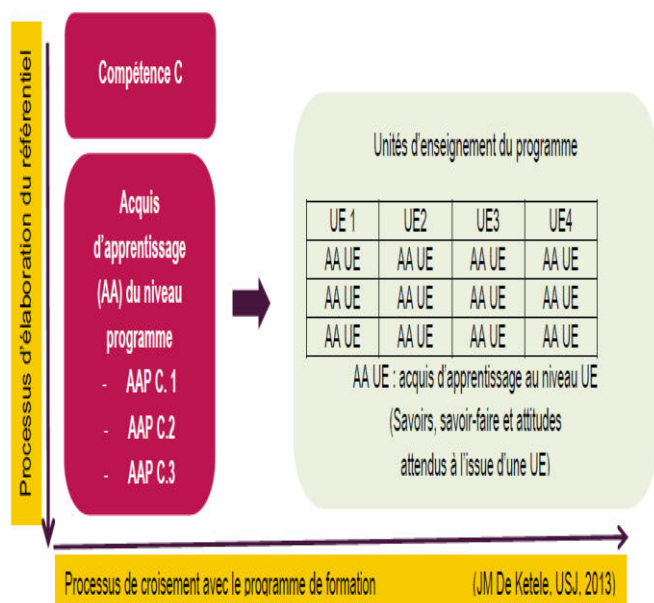 Processus d'élaboration du référentiel
Compétence C
Acquis
d'apprentissage
(AA) du niveau
programme
- AAP C. 1
- AAP C.2
- AAP C.3
Unités d'enseignement du programme
UE 1 UE2 UE3 UE4
AA UE AA UE AA UE AA UE
AA UE AA UE AA UE AA UE
AA UE AA UE AA UE AA UE
AA UE : acquis d'apprentissage au niveau UE
(Savoirs, savoir-faire et attitudes
attendus à l'issue d'une UE)
Processus de croisement avec le programme de formation (JM De Ketele, USJ, 2013)